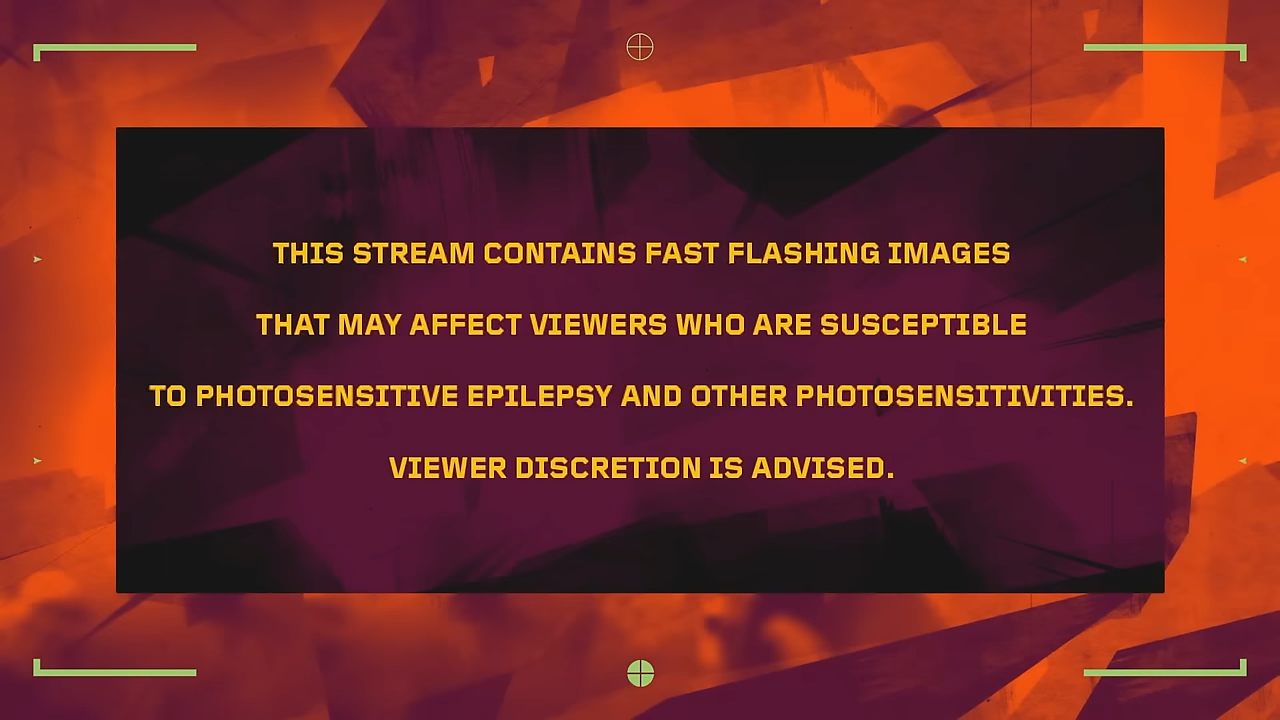 THIS STREAM CONTAINS FAST FLASHING IMAGES
THAT MAY AFFECT VIEWERS WHO ARE SUSCEPTIBLE
TO PHOTOSENSITIVE EPILEPSY AND OTHER PHOTOSENSITIVITIES.
VIEWER DISCRETION IS ADVISED.